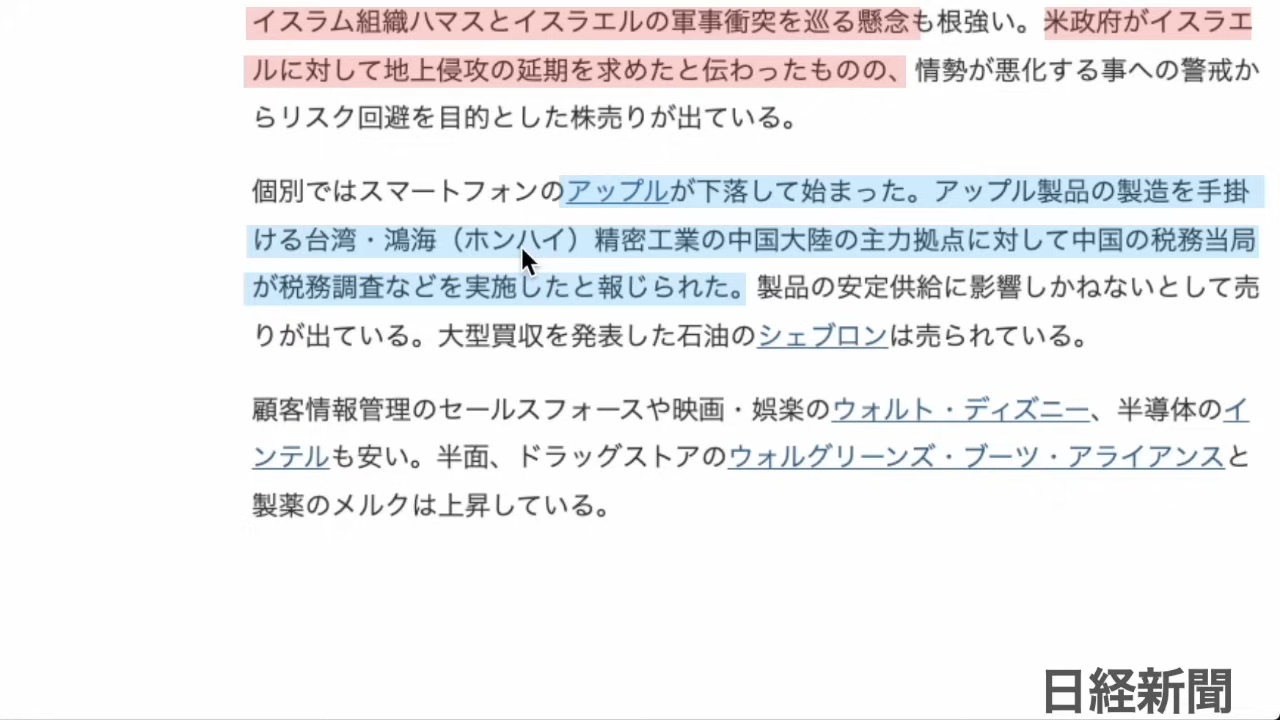 イスラム組織ハマスとイスラエルの軍事衝突を巡る懸念も根強い。米政府がイスラエ
ルに対して地上侵攻の延期を求めたと伝わったものの、情勢が悪化する事への警戒か
らリスク回避を目的とした株売りが出ている。
個別ではスマートフォンのアップルが下落して始まった。アップル製品の製造を手掛
ける台湾・鴻海（ホンハイ）精密工業の中国大陸の主力拠点に対して中国の税務当局
が税務調査などを実施したと報じられた。製品の安定供給に影響しかねないとして売
りが出ている。大型買収を発表した石油のシェブロンは売られている。
顧客情報管理のセールスフォースや映画・娯楽のウォルト・ディズニー、半導体のイ
ンテルも安い。半面、ドラッグストアのウォルグリーンズ・ブーツ・アライアンスと
製薬のメルクは上昇している。
日経新聞